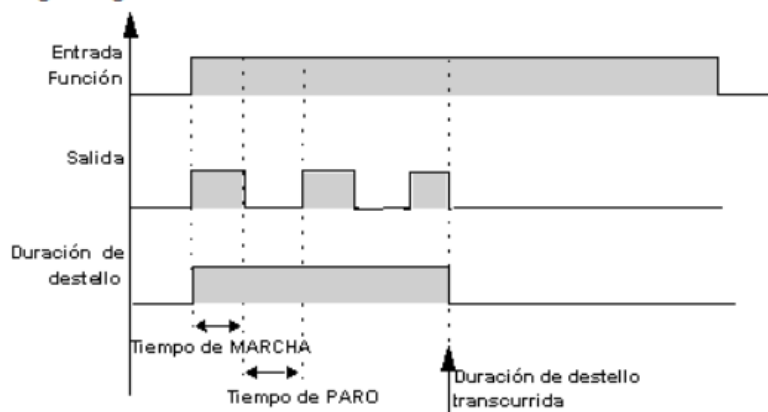 Entrada
Función
Salida
Duración de
destello
Tiempo de MARCHA
Tiempo de PARO
Duración de destello
transcurrida